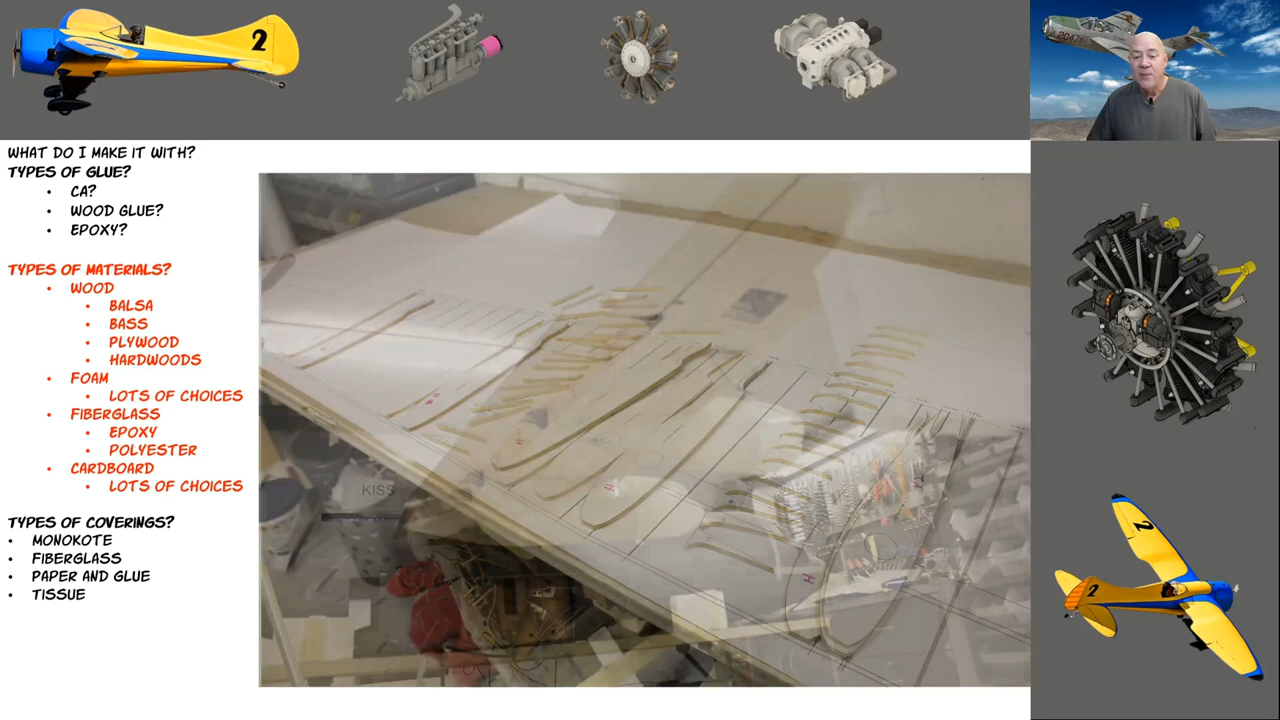 2
WHAT DO I MAKE IT WITH?
TYPES OF GLUE?
• CA?
• WOOD GLUE?
• EPOXY?
TYPES OF MATERIALS?
• WOOD
• BALSA
• BASS
• PLYWOOD
• HARDWOODS
• FOAM
• LOTS OF CHOICES
• FIBERGLASS
• EPOXY
• POLYESTER
• CARDBOARD
• LOTS OF CHOICES
TYPES OF COVERINGS?
• MONOKOTE
• FIBERGLASS
• PAPER AND GLUE
• TISSUE
KISS
H
H
H
2
2